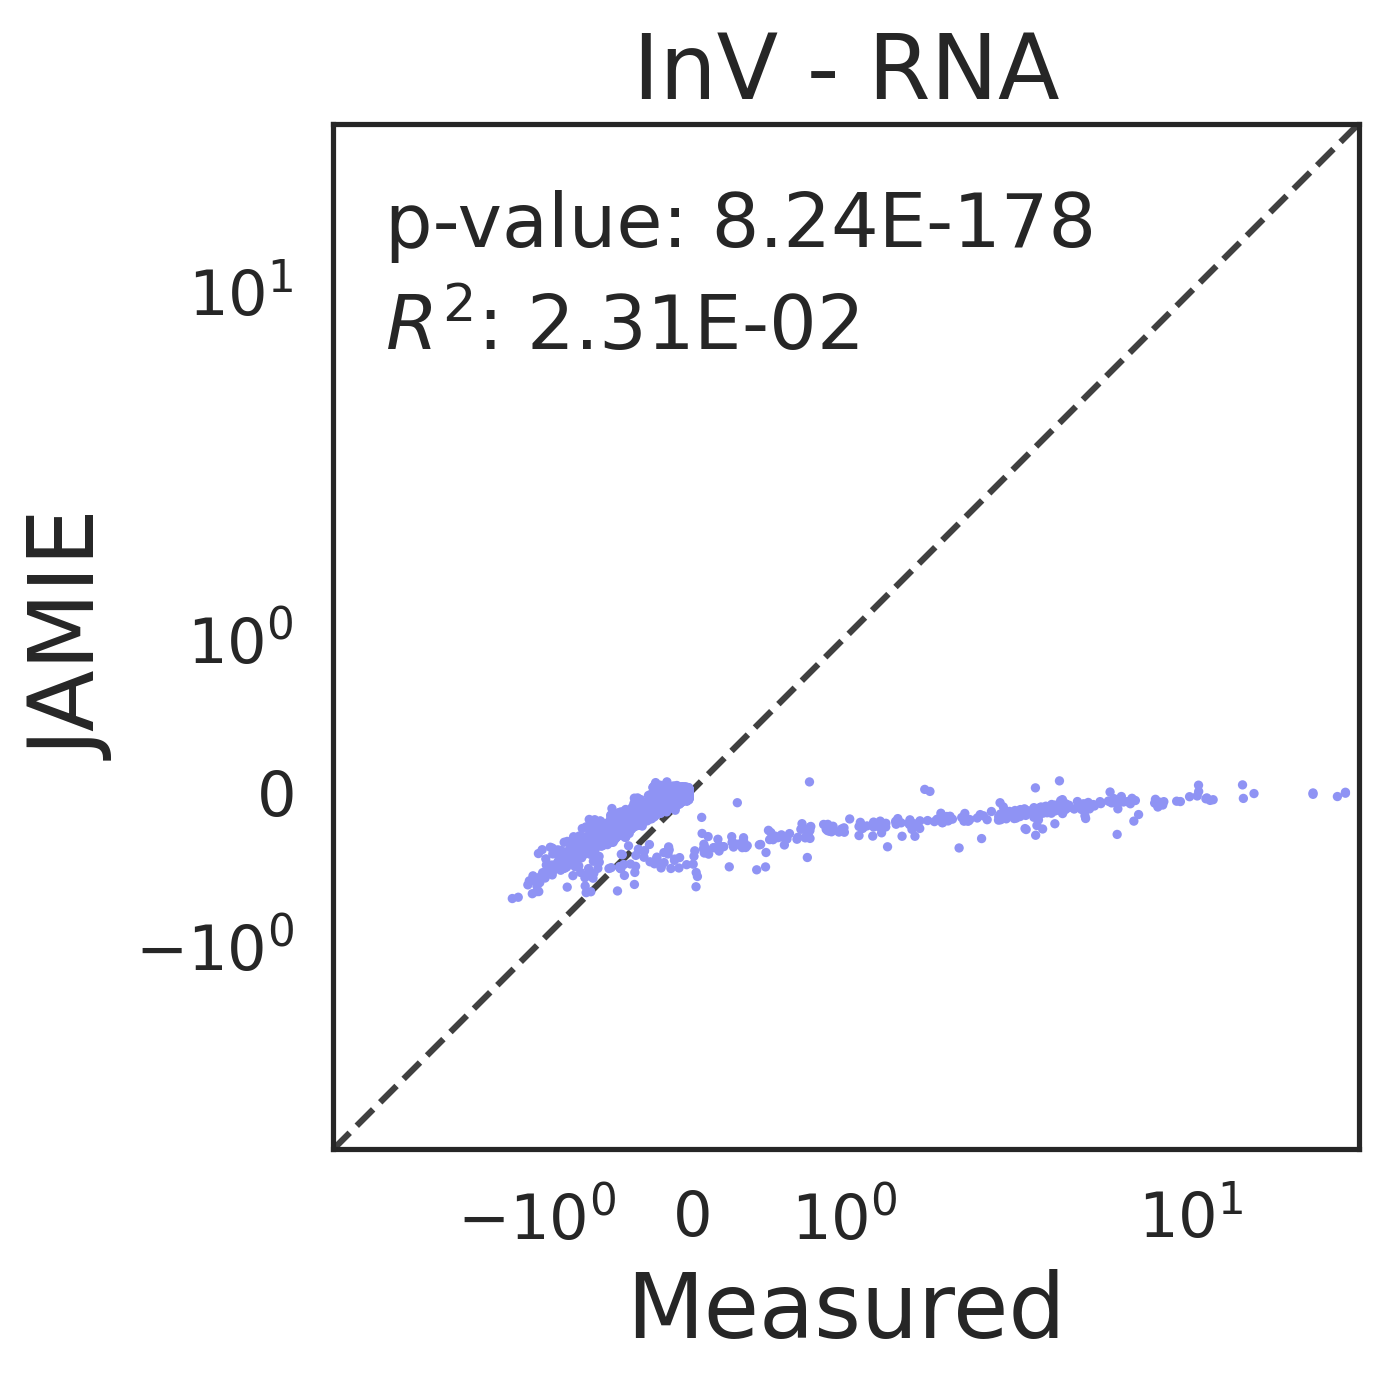 InV - RNA
p-value: 8.24E-178
R²: 2.31E-02
JAMIE
10¹
10⁰
0
−10⁰
−10⁰ 0 10⁰ 10¹
Measured